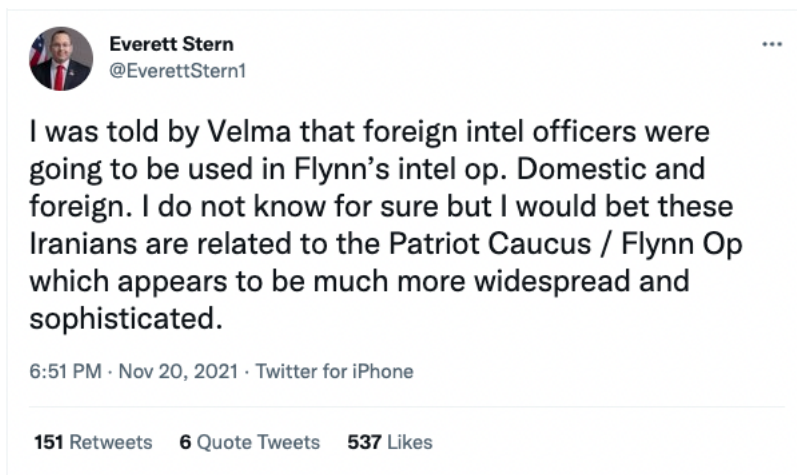 Everett Stern
@EverettStern1
I was told by Velma that foreign intel officers were
going to be used in Flynn’s intel op. Domestic and
foreign. I do not know for sure but I would bet these
Iranians are related to the Patriot Caucus / Flynn Op
which appears to be much more widespread and
sophisticated.
6:51 PM · Nov 20, 2021 · Twitter for iPhone
151 Retweets 6 Quote Tweets 537 Likes